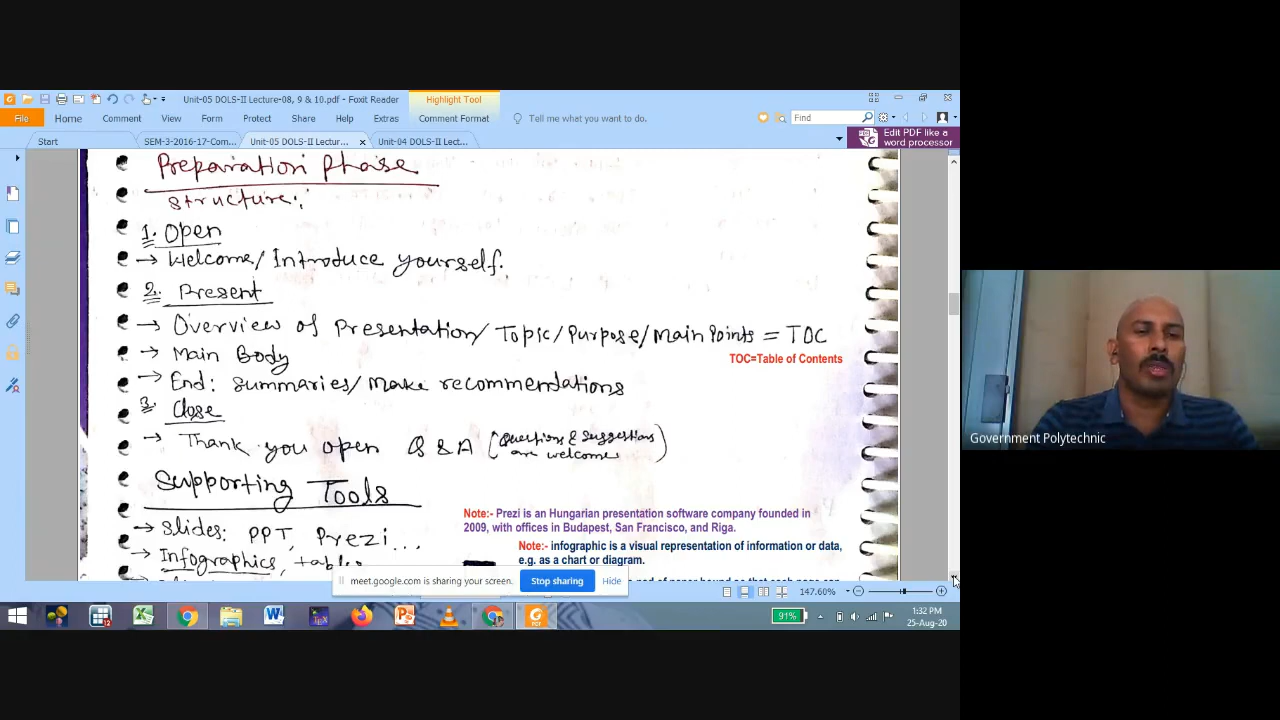 Unit-05 DOLS-II Lecture-08, 9 & 10.pdf - Foxit Reader
Highlight Tool
File Home Comment View Form Protect Share Help Extras Comment Format Tell me what you want to do. Find
Edit PDF like a
word processor
Start SEM-3-2016-17-Com... Unit-05 DOLS-II Lectur... Unit-04 DOLS-II Lect...
Preparation phase
Structure:
1. Open
→ Welcome/ Introduce yourself.
2. Present
→ Overview of Presentation/ Topic/Purpose/Main Points = TOC
TOC=Table of Contents
→ Main Body
→ End: Summaries/ Make recommendations
3. Close
→ Thank you open Q & A (Questions & Suggestions
are welcome)
Supporting Tools
Note:- Prezi is an Hungarian presentation software company founded in
2009, with offices in Budapest, San Francisco, and Riga.
→ Slides: PPT, Prezi...
Note:- infographic is a visual representation of information or data,
e.g. as a chart or diagram.
→ Infographics, tables
meet.google.com is sharing your screen. Stop sharing Hide
147.60%
91%
1:32 PM
25-Aug-20
Government Polytechnic